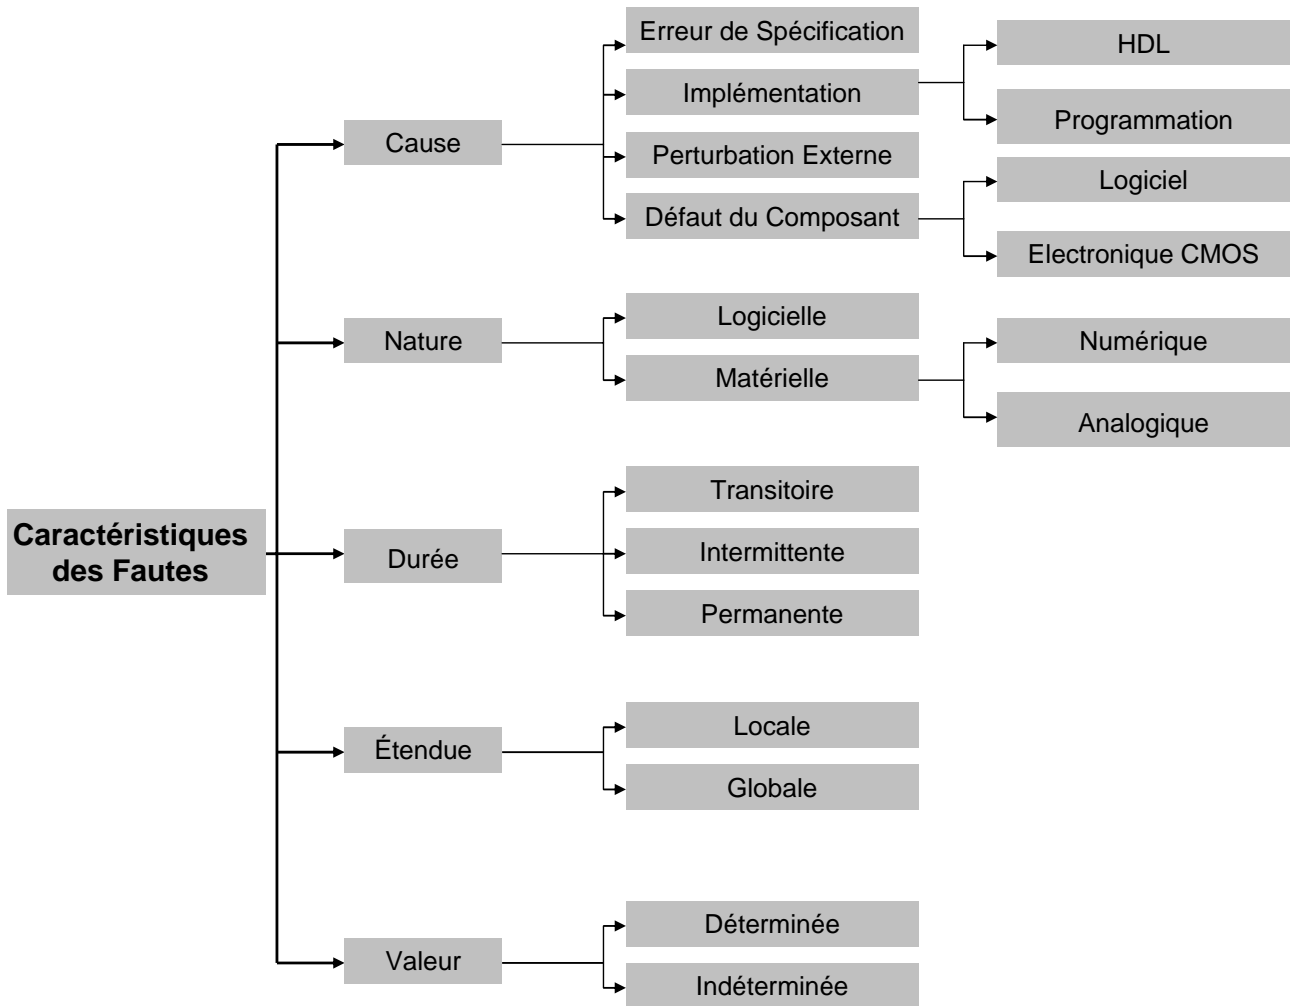 Caractéristiques
des Fautes
Cause
Erreur de Spécification
Implémentation
HDL
Programmation
Perturbation Externe
Défaut du Composant
Logiciel
Electronique CMOS
Nature
Logicielle
Matérielle
Numérique
Analogique
Durée
Transitoire
Intermittente
Permanente
Étendue
Locale
Globale
Valeur
Déterminée
Indéterminée